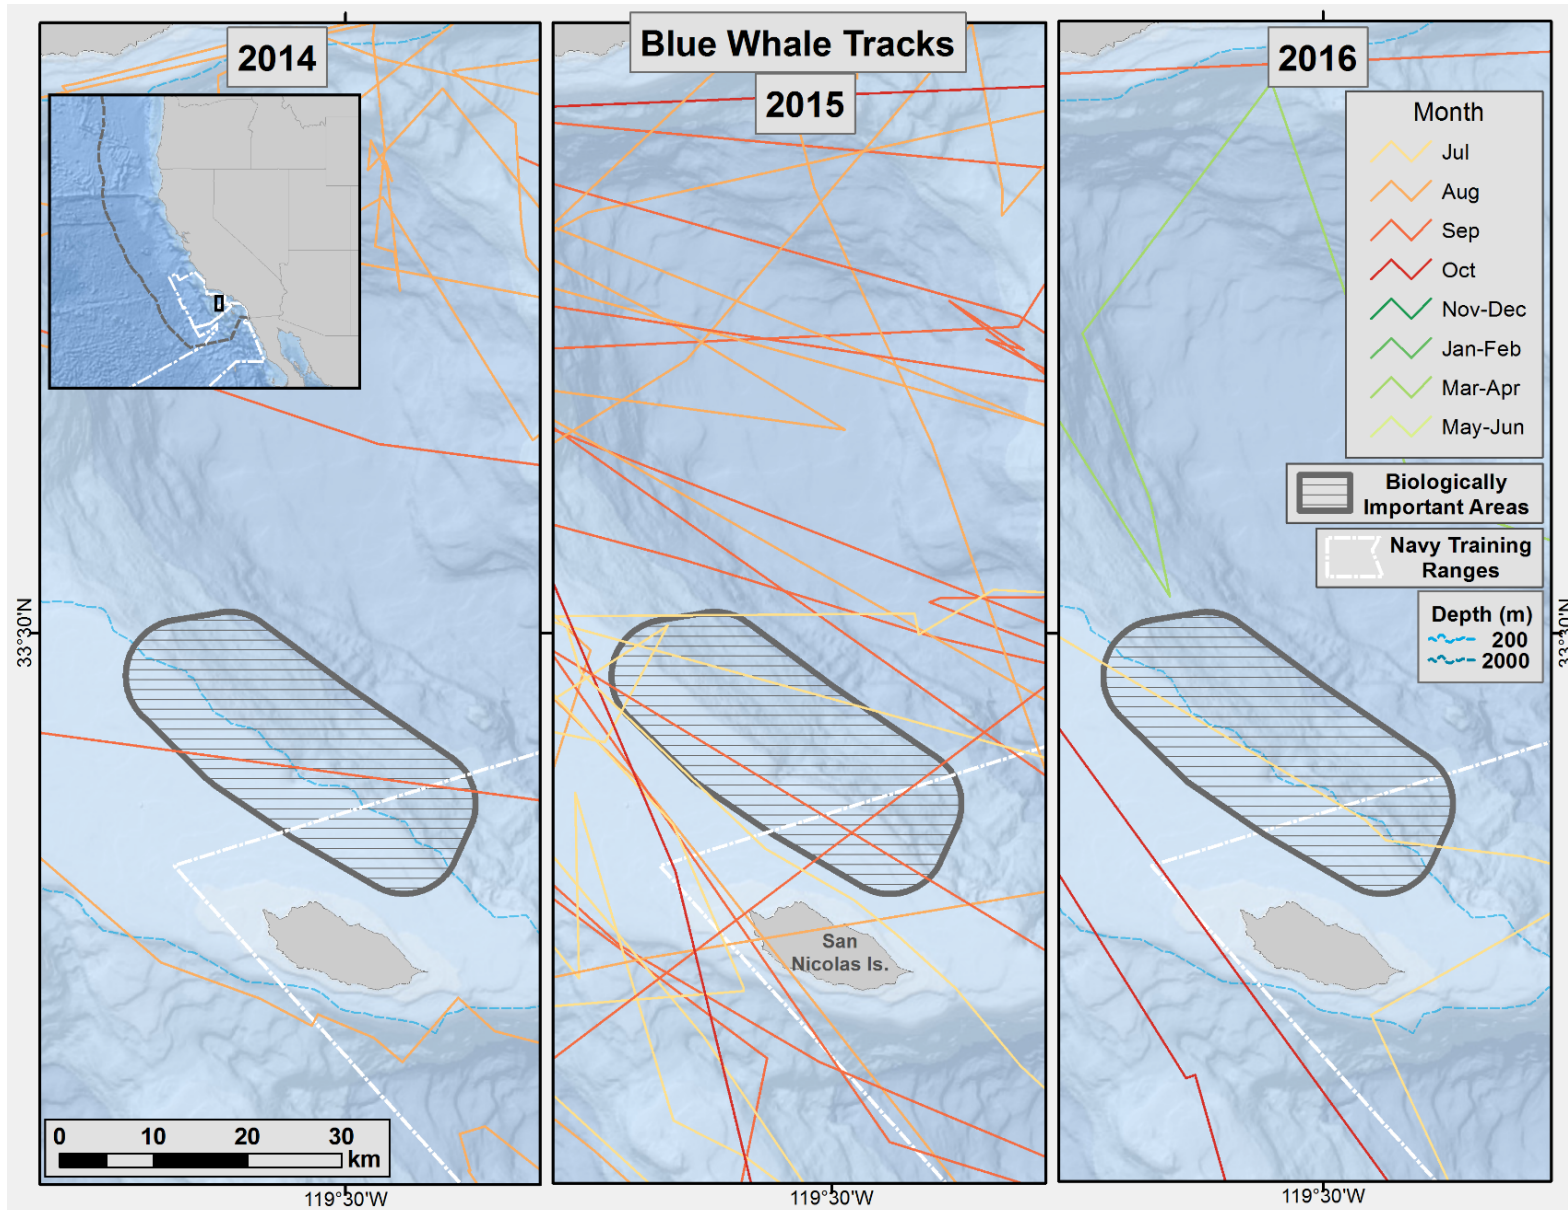 Blue Whale Tracks
2014
2015
2016
Month
Jul
Aug
Sep
Oct
Nov-Dec
Jan-Feb
Mar-Apr
May-Jun
Biologically
Important Areas
Navy Training
Ranges
Depth (m)
200
2000
33°30'N
33°30'N
San
Nicolas Is.
0 10 20 30
km
119°30'W
119°30'W
119°30'W